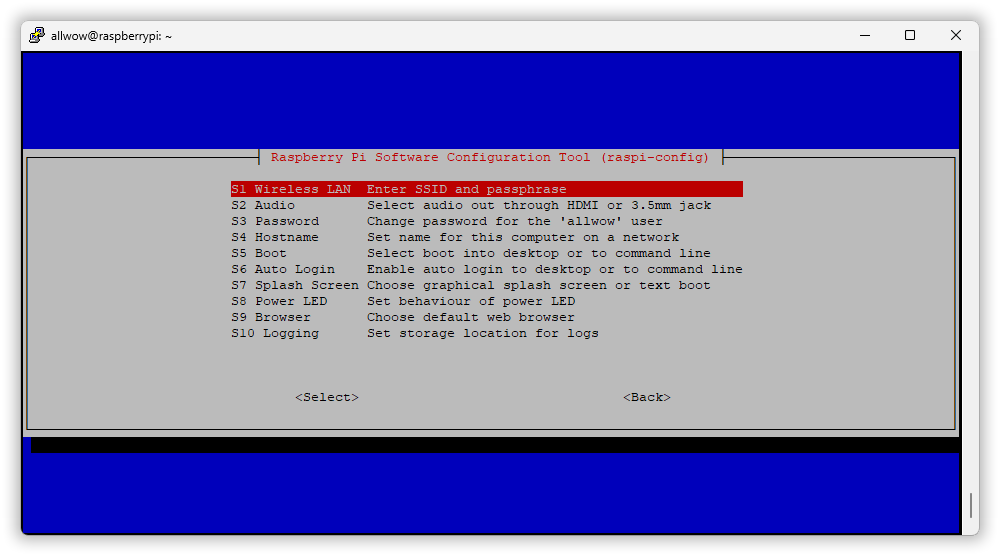 allwow@raspberrypi: ~
Raspberry Pi Software Configuration Tool (raspi-config)
S1 Wireless LAN  Enter SSID and passphrase
S2 Audio         Select audio out through HDMI or 3.5mm jack
S3 Password      Change password for the 'allwow' user
S4 Hostname      Set name for this computer on a network
S5 Boot          Select boot into desktop or to command line
S6 Auto Login    Enable auto login to desktop or to command line
S7 Splash Screen Choose graphical splash screen or text boot
S8 Power LED     Set behaviour of power LED
S9 Browser       Choose default web browser
S10 Logging      Set storage location for logs
<Select>                                 <Back>